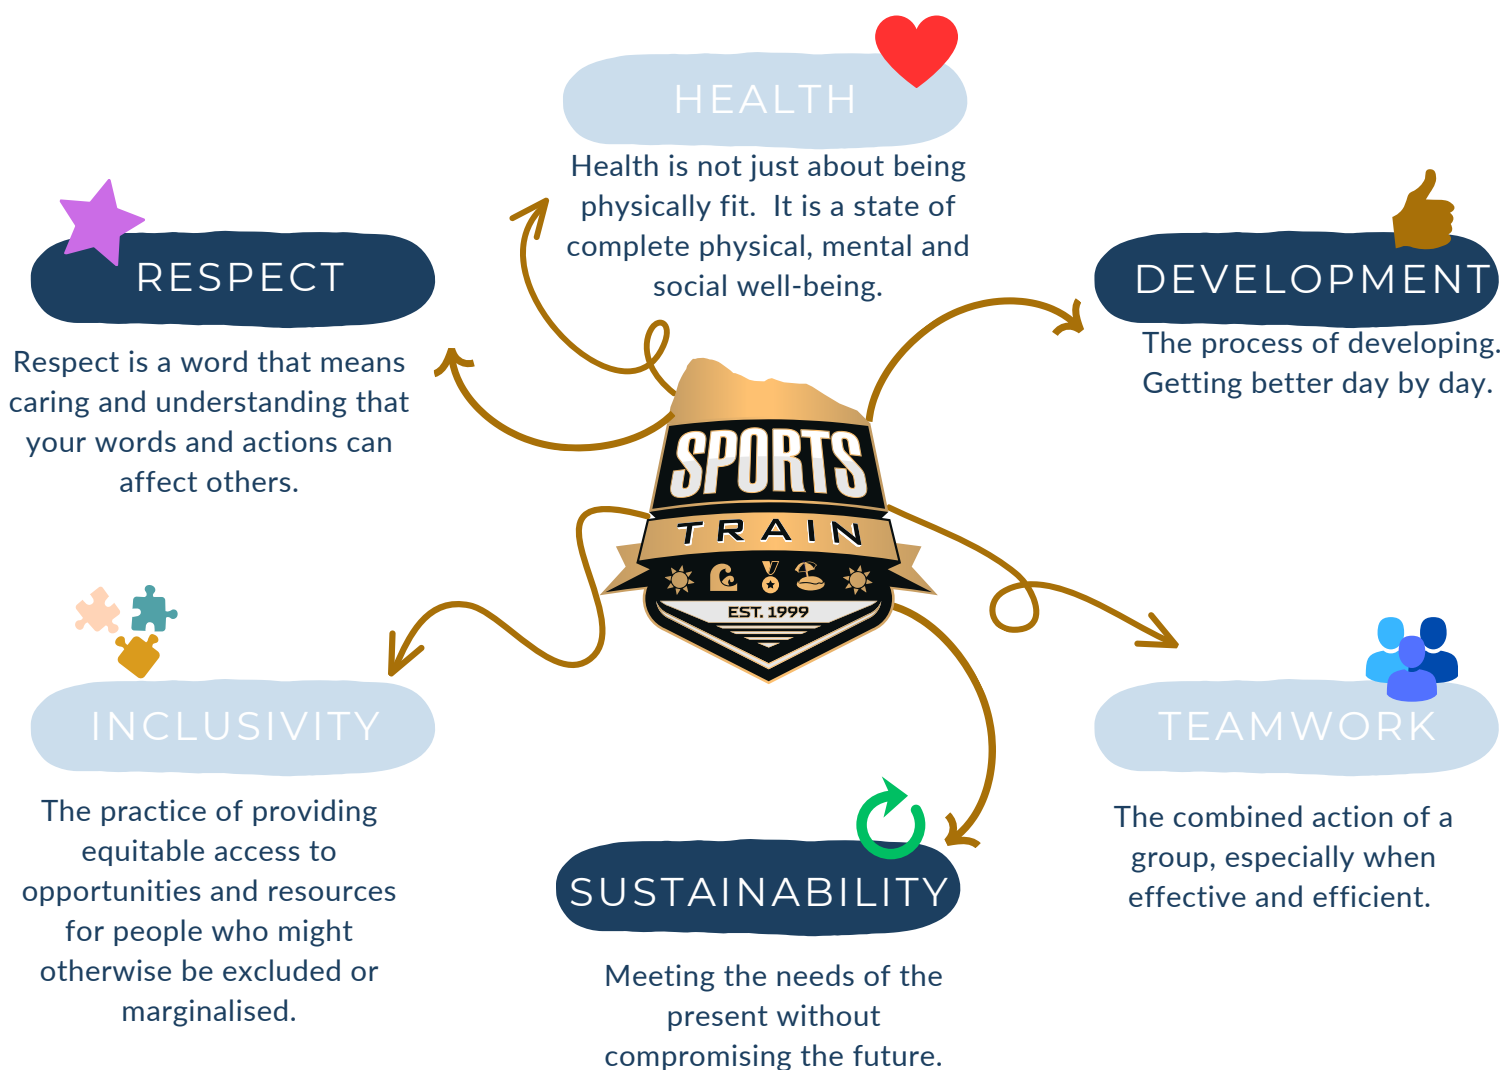 HEALTH
Health is not just about being
physically fit.  It is a state of
complete physical, mental and
social well-being.
RESPECT
Respect is a word that means
caring and understanding that
your words and actions can
affect others.
DEVELOPMENT
The process of developing.
Getting better day by day.
SPORTS
TRAIN
EST. 1999
INCLUSIVITY
The practice of providing
equitable access to
opportunities and resources
for people who might
otherwise be excluded or
marginalised.
TEAMWORK
The combined action of a
group, especially when
effective and efficient.
SUSTAINABILITY
Meeting the needs of the
present without
compromising the future.